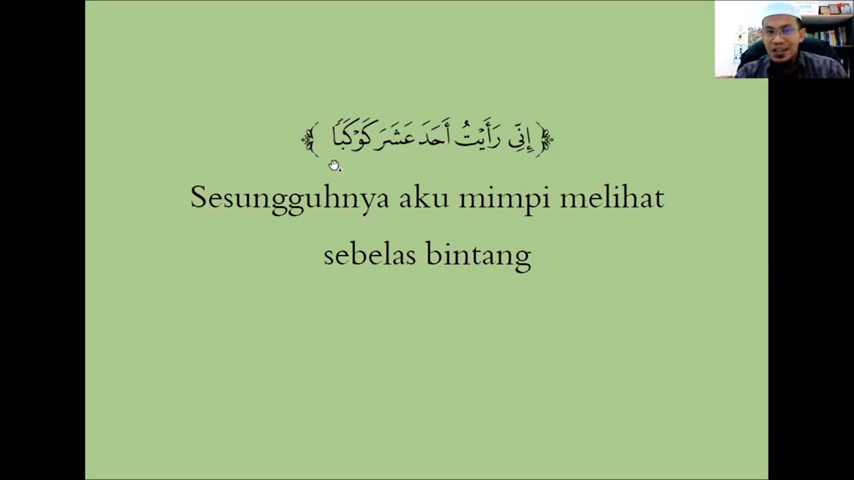 ﴿إِنِّي رَأَيْتُ أَحَدَ عَشَرَ كَوْكَبًا﴾
Sesungguhnya aku mimpi melihat
sebelas bintang